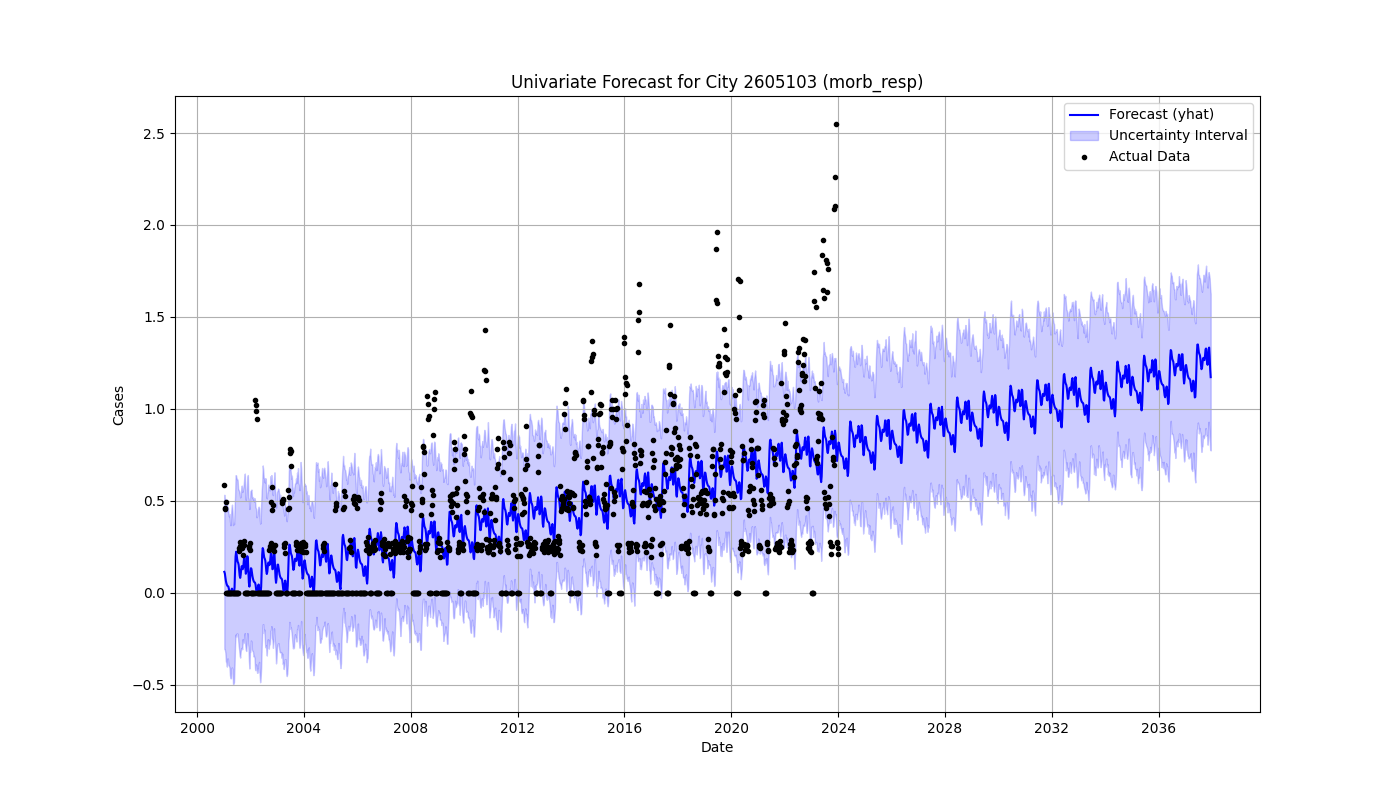 Univariate Forecast for City 2605103 (morb_resp)
Forecast (yhat)
Uncertainty Interval
Actual Data
2.5
2.0
1.5
1.0
0.5
0.0
−0.5
Cases
2000 2004 2008 2012 2016 2020 2024 2028 2032 2036
Date